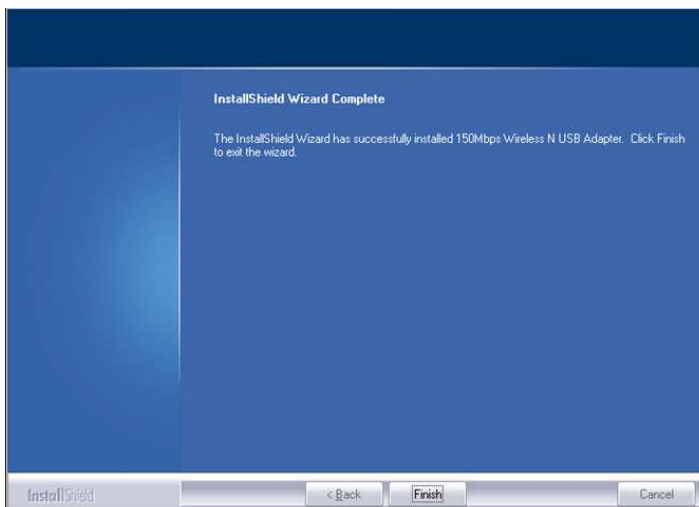 InstallShield Wizard Complete
The InstallShield Wizard has successfully installed 150Mbps Wireless N USB Adapter. Click Finish
to exit the wizard.
InstallShield
< Back
Finish
Cancel